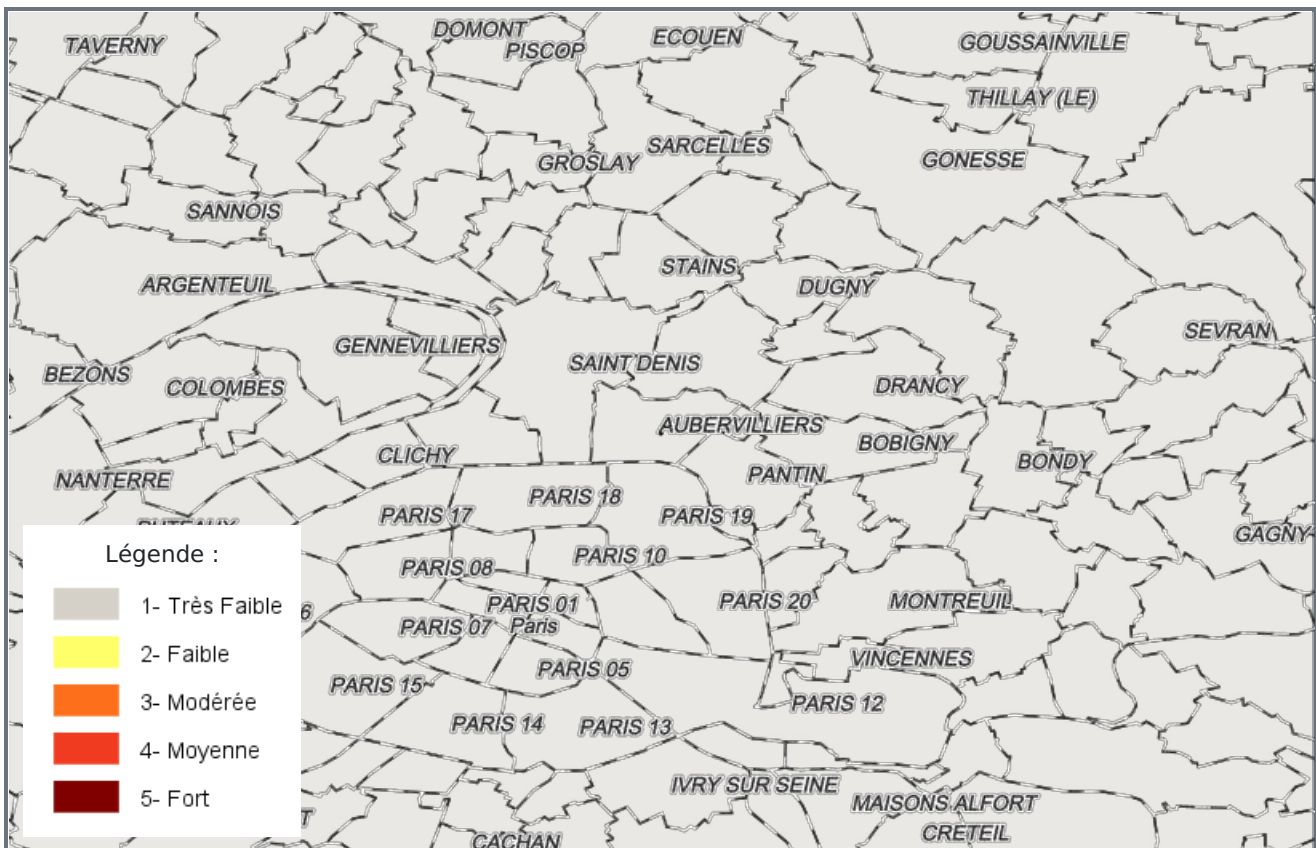 TAVERNY
DOMONT
PISCOP
ECOUEN
GOUSSAINVILLE
THILLAY (LE)
GROSLAY
SARCELLES
GONESSE
SANNOIS
ARGENTEUIL
STAINS
DUGNY
SEVRAN
GENNEVILLIERS
BEZONS
COLOMBES
SAINT DENIS
DRANCY
AUBERVILLIERS
CLICHY
BOBIGNY
BONDY
NANTERRE
PANTIN
PARIS 18
PARIS 17
PARIS 19
PUTEAUX
GAGNY
PARIS 10
PARIS 08
PARIS 01
PARIS 20
MONTREUIL
6
PARIS 07
Paris
PARIS 05
VINCENNES
PARIS 15
PARIS 12
PARIS 14
PARIS 13
IVRY SUR SEINE
MAISONS ALFORT
T
CACHAN
CRETEIL
Légende :
1- Très Faible
2- Faible
3- Modérée
4- Moyenne
5- Fort